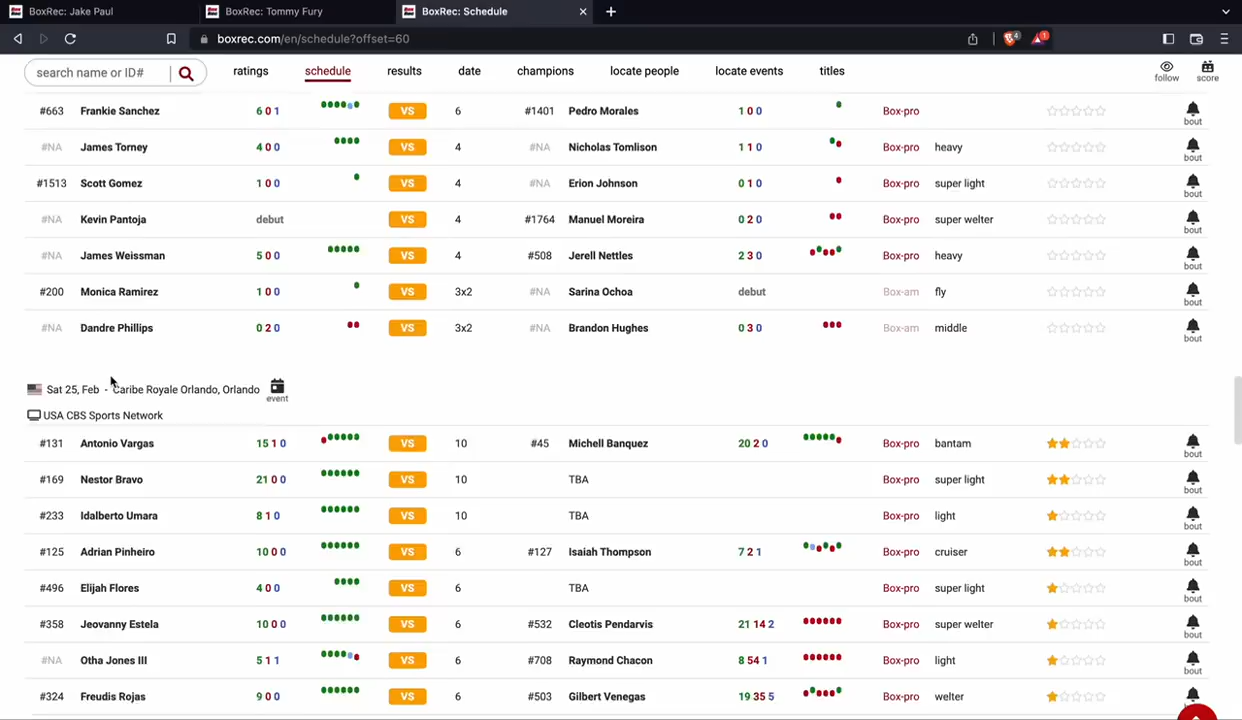 BoxRec: Jake Paul BoxRec: Tommy Fury BoxRec: Schedule
boxrec.com/en/schedule?offset=60 4 1
search name or ID# ratings schedule results date champions locate people locate events titles follow score
#663 Frankie Sanchez 6 0 1 VS 6 #1401 Pedro Morales 1 0 0 Box-pro bout
#NA James Torney 4 0 0 VS 4 #NA Nicholas Tomlison 1 1 0 Box-pro heavy bout
#1513 Scott Gomez 1 0 0 VS 4 #NA Erion Johnson 0 1 0 Box-pro super light bout
#NA Kevin Pantoja debut VS 4 #1764 Manuel Moreira 0 2 0 Box-pro super welter bout
#NA James Weissman 5 0 0 VS 4 #508 Jerell Nettles 2 3 0 Box-pro heavy bout
#200 Monica Ramirez 1 0 0 VS 3x2 #NA Sarina Ochoa debut Box-am fly bout
#NA Dandre Phillips 0 2 0 VS 3x2 #NA Brandon Hughes 0 3 0 Box-am middle bout
Sat 25, Feb - Caribe Royale Orlando, Orlando event
USA CBS Sports Network
#131 Antonio Vargas 15 1 0 VS 10 #45 Michell Banquez 20 2 0 Box-pro bantam bout
#169 Nestor Bravo 21 0 0 VS 10 TBA Box-pro super light bout
#233 Idalberto Umara 8 1 0 VS 10 TBA Box-pro light bout
#125 Adrian Pinheiro 10 0 0 VS 6 #127 Isaiah Thompson 7 2 1 Box-pro cruiser bout
#496 Elijah Flores 4 0 0 VS 6 TBA Box-pro super light bout
#358 Jeovanny Estela 10 0 0 VS 6 #532 Cleotis Pendarvis 21 14 2 Box-pro super welter bout
#NA Otha Jones III 5 1 1 VS 6 #708 Raymond Chacon 8 54 1 Box-pro light bout
#324 Freudis Rojas 9 0 0 VS 6 #503 Gilbert Venegas 19 35 5 Box-pro welter